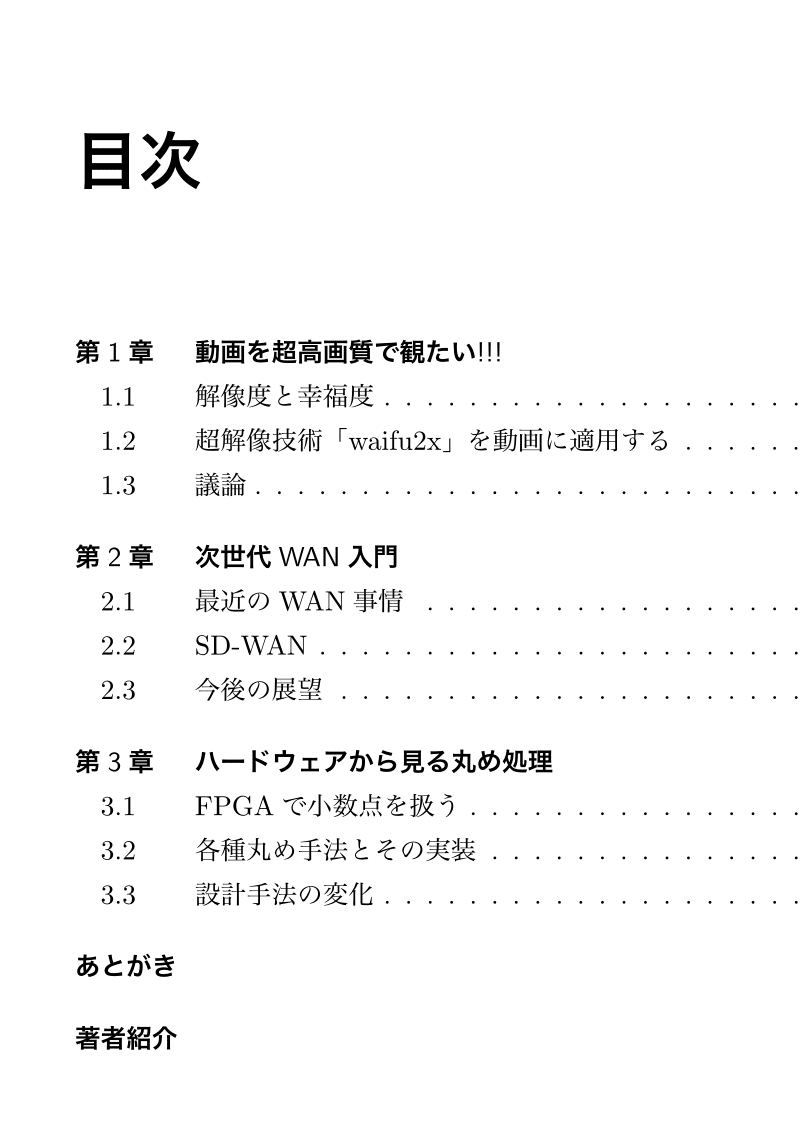 目次
第 1 章 動画を超高画質で観たい!!!
1.1 解像度と幸福度 . . . . . . . . . . . . . . . . . . . .
1.2 超解像技術「waifu2x」を動画に適用する . . . . . .
1.3 議論 . . . . . . . . . . . . . . . . . . . . . . . . . .
第 2 章 次世代 WAN 入門
2.1 最近の WAN 事情 . . . . . . . . . . . . . . . . . .
2.2 SD-WAN . . . . . . . . . . . . . . . . . . . . . . .
2.3 今後の展望 . . . . . . . . . . . . . . . . . . . . . .
第 3 章 ハードウェアから見る丸め処理
3.1 FPGA で小数点を扱う . . . . . . . . . . . . . . . .
3.2 各種丸め手法とその実装 . . . . . . . . . . . . . . .
3.3 設計手法の変化 . . . . . . . . . . . . . . . . . . . .
あとがき
著者紹介